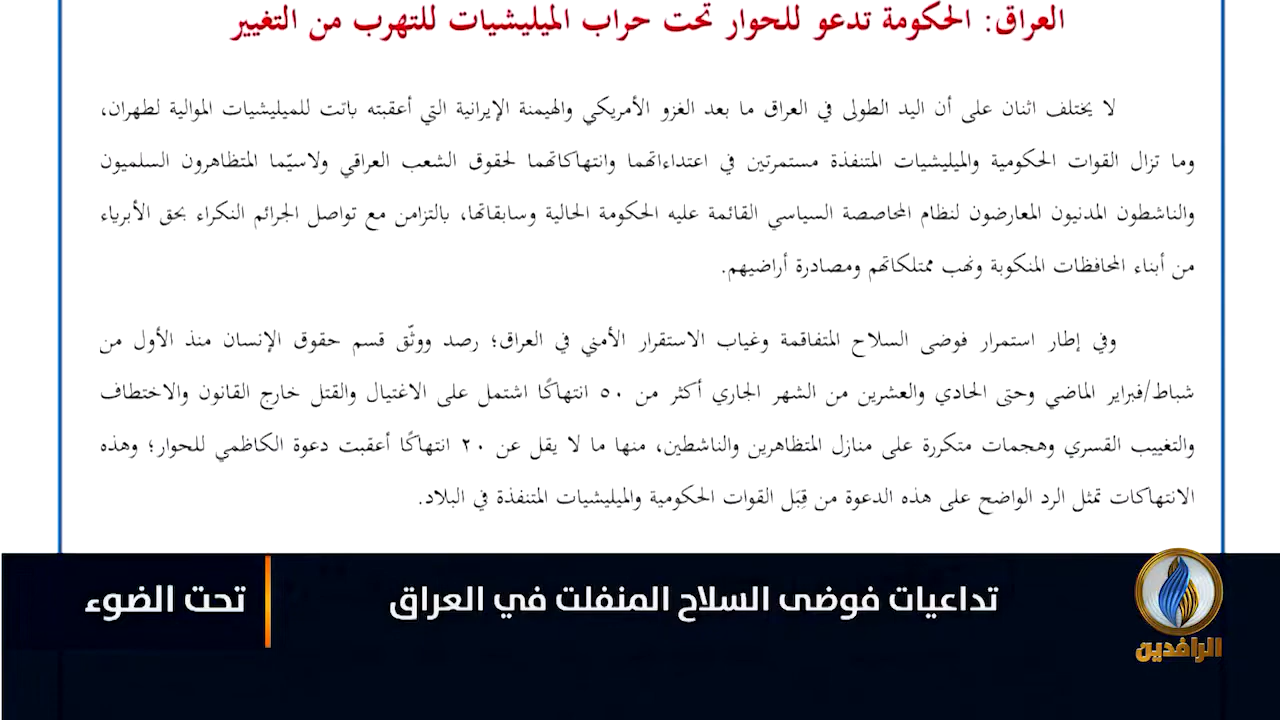 العراق: الحكومة تدعو للحوار تحت حراب الميليشيات للتهرب من التغيير
لا يختلف اثنان على أن اليد الطولى في العراق ما بعد الغزو الأمريكي والهيمنة الإيرانية التي أعقبته باتت للميليشيات الموالية لطهران،
وما تزال القوات الحكومية والميليشيات المتنفذة مستمرتين في اعتداءاتهما وانتهاكاتهما لحقوق الشعب العراقي ولاسيّما المتظاهرون السلميون
والناشطون المدنيون المعارضون لنظام المحاصصة السياسي القائمة عليه الحكومة الحالية وسابقاتها، بالتزامن مع تواصل الجرائم النكراء بحق الأبرياء
من أبناء المحافظات المنكوبة ونهب ممتلكاتهم ومصادرة أراضيهم.
وفي إطار استمرار فوضى السلاح المتفاقمة وغياب الاستقرار الأمني في العراق؛ رصد ووثّق قسم حقوق الإنسان منذ الأول من
شباط/فبراير الماضي وحتى الحادي والعشرين من الشهر الجاري أكثر من ٥٠ انتهاكًا اشتمل على الاغتيال والقتل خارج القانون والاختطاف
والتغييب القسري وهجمات متكررة على منازل المتظاهرين والناشطين، منها ما لا يقل عن ٢٠ انتهاكًا أعقبت دعوة الكاظمي للحوار؛ وهذه
الانتهاكات تمثل الرد الواضح على هذه الدعوة من قِبَل القوات الحكومية والميليشيات المتنفذة في البلاد.
تداعيات فوضى السلاح المنفلت في العراق
تحت الضوء
الرافدين